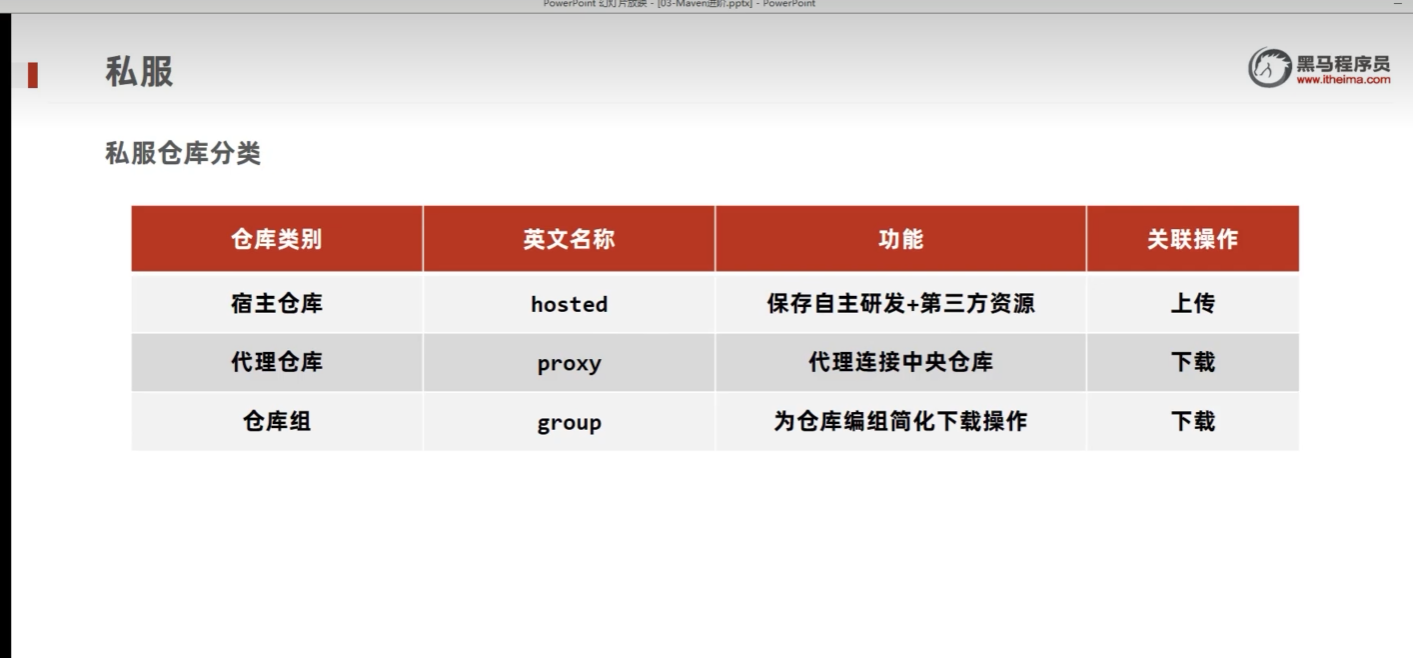 PowerPoint 幻灯片放映 - [03-Maven进阶.pptx] - PowerPoint
私服
黑马程序员
www.itheima.com
私服仓库分类
仓库类别 英文名称 功能 关联操作
宿主仓库 hosted 保存自主研发+第三方资源 上传
代理仓库 proxy 代理连接中央仓库 下载
仓库组 group 为仓库编组简化下载操作 下载